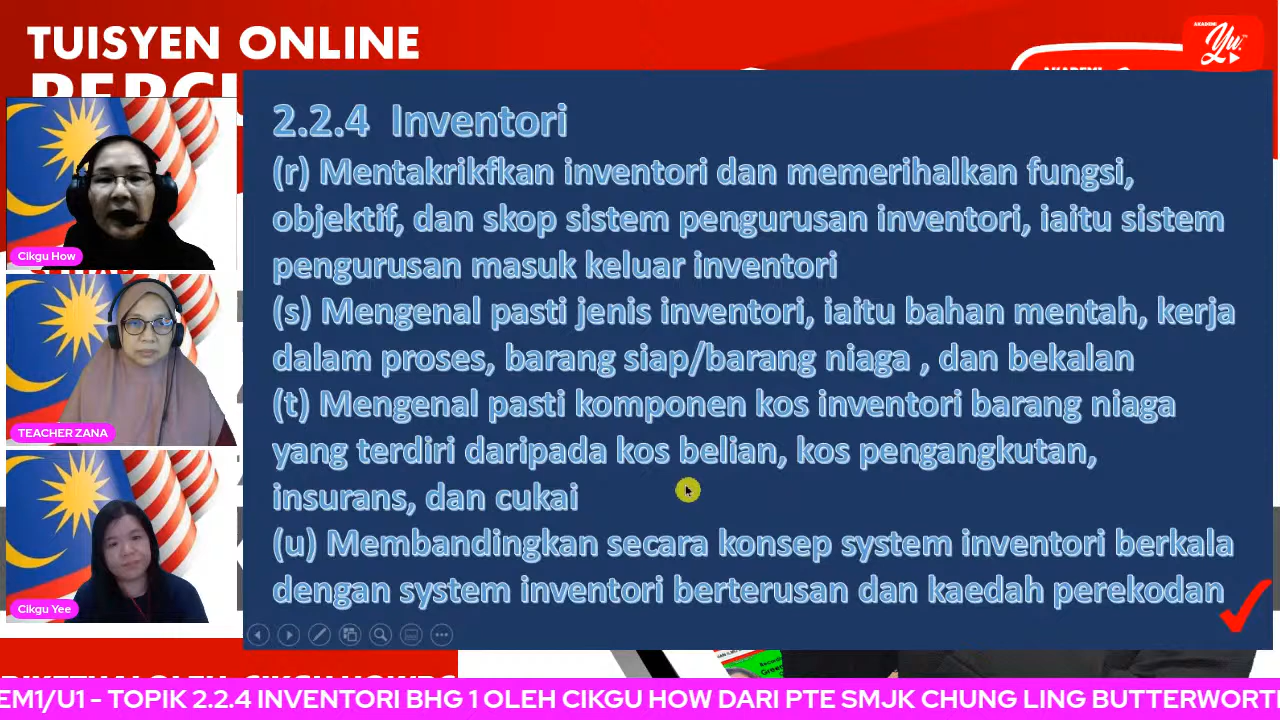 TUISYEN ONLINE
AKADEMI
Yu
2.2.4 Inventori
(r) Mentakrikfkan inventori dan memerihalkan fungsi,
objektif, dan skop sistem pengurusan inventori, iaitu sistem
pengurusan masuk keluar inventori
(s) Mengenal pasti jenis inventori, iaitu bahan mentah, kerja
dalam proses, barang siap/barang niaga , dan bekalan
(t) Mengenal pasti komponen kos inventori barang niaga
yang terdiri daripada kos belian, kos pengangkutan,
insurans, dan cukai
(u) Membandingkan secara konsep system inventori berkala
dengan system inventori berterusan dan kaedah perekodan
Cikgu How
TEACHER ZANA
Cikgu Yee
EM1/U1 - TOPIK 2.2.4 INVENTORI BHG 1 OLEH CIKGU HOW DARI PTE SMJK CHUNG LING BUTTERWORTH